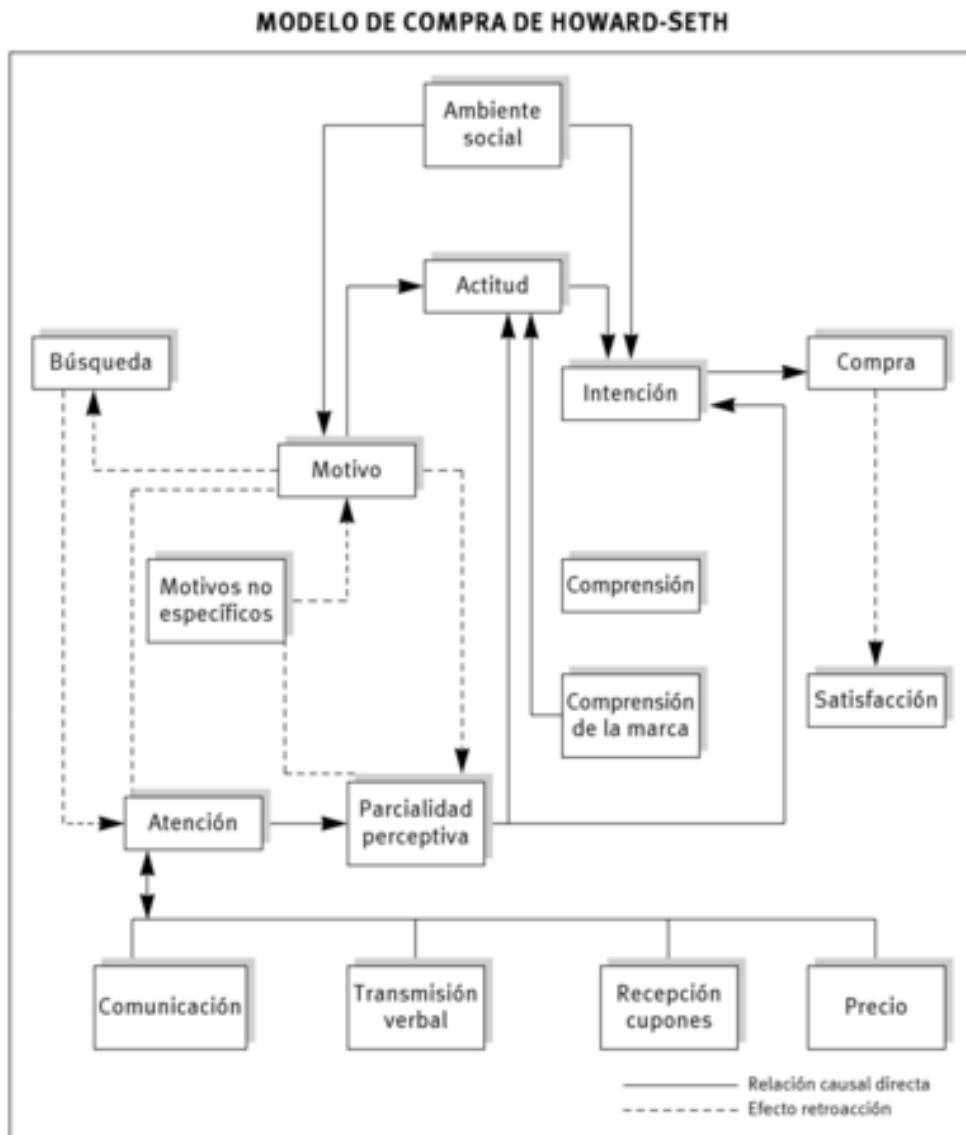 MODELO DE COMPRA DE HOWARD-SETH
Ambiente
social
Actitud
Búsqueda
Compra
Intención
Motivo
Motivos no
específicos
Comprensión
Comprensión
de la marca
Satisfacción
Atención
Parcialidad
perceptiva
Comunicación
Transmisión
verbal
Recepción
cupones
Precio
Relación causal directa
Efecto retroacción